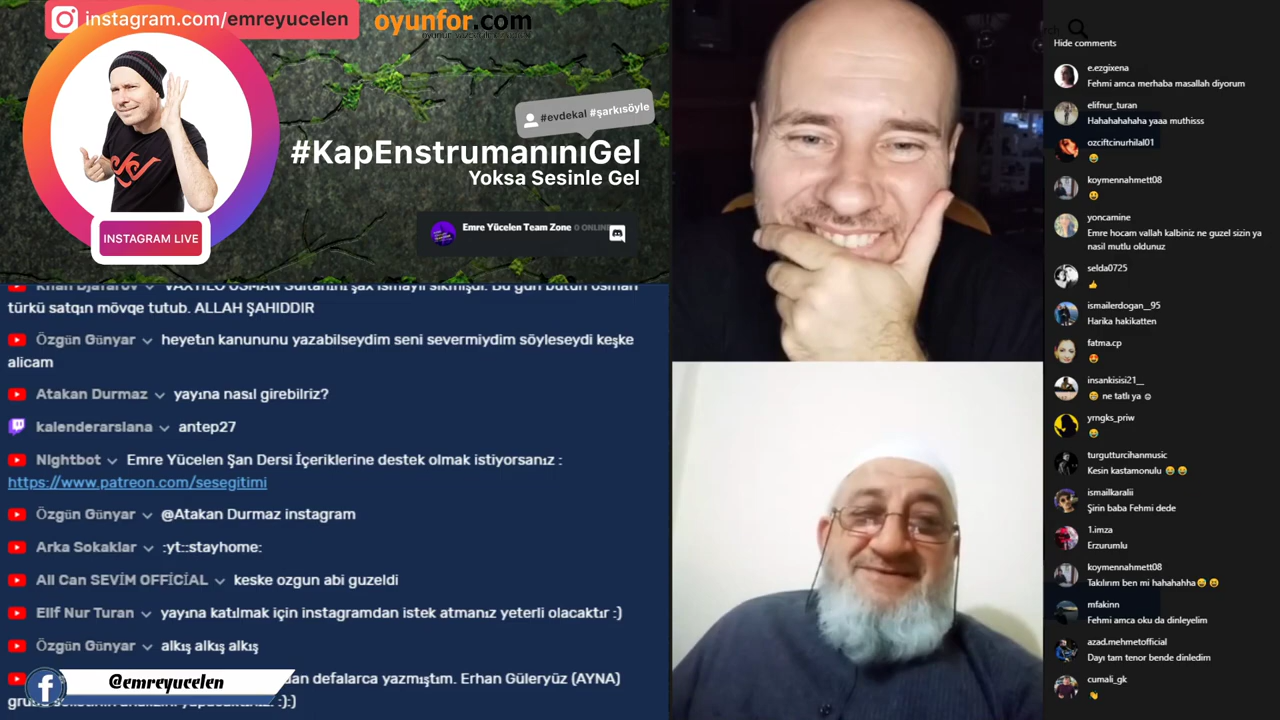 instagram.com/emreyucelen
oyunfor.com
#evdekal #şarkısöyle
#KapEnstrumanınıGel
Yoksa Sesinle Gel
Emre Yücelen Team Zone 0 ONLINE
INSTAGRAM LIVE
türkü satqın mövqe tutub. ALLAH ŞAHIDDIR
Özgün Günyar heyetın kanununu yazabilseydim seni severmiydim söyleseydi keşke
alicam
Atakan Durmaz yayına nasıl girebilriz?
kalenderarslana antep27
Nightbot Emre Yücelen Şan Dersi İçeriklerine destek olmak istiyorsanız :
https://www.patreon.com/sesegitimi
Özgün Günyar @Atakan Durmaz instagram
Arka Sokaklar :yt::stayhome:
Ali Can SEVİM OFFİCİAL keske ozgun abi guzeldi
Elif Nur Turan yayına katılmak için instagramdan istek atmanız yeterli olacaktır :)
Özgün Günyar alkış alkış alkış
dan defalarca yazmıştım. Erhan Güleryüz (AYNA)
@emreyucelen
Hide comments
e.ezgixena
Fehmi amca merhaba masallah diyorum
elifnur_turan
Hahahahahaha yaaa muthisss
ozciftcinurhilal01
😂
koymennahmett08
😃
yoncamine
Emre hocam vallah kalbiniz ne guzel sizin ya
nasil mutlu oldunuz
selda0725
👍
ismailerdogan__95
Harika hakikatten
fatma.cp
😍
insankisisi21__
😁 ne tatlı ya ☺
yrngks_priw
😂
turgutturcihanmusic
Kesin kastamonulu 😂 😂
ismailkaralii
Şirin baba Fehmi dede
1.imza
Erzurumlu
koymennahmett08
Takılırım ben mi hahahahha😄 😄
mfakinn
Fehmi amca oku da dinleyelim
azad.mehmetofficial
Dayı tam tenor bende dinledim
cumali_gk
👏